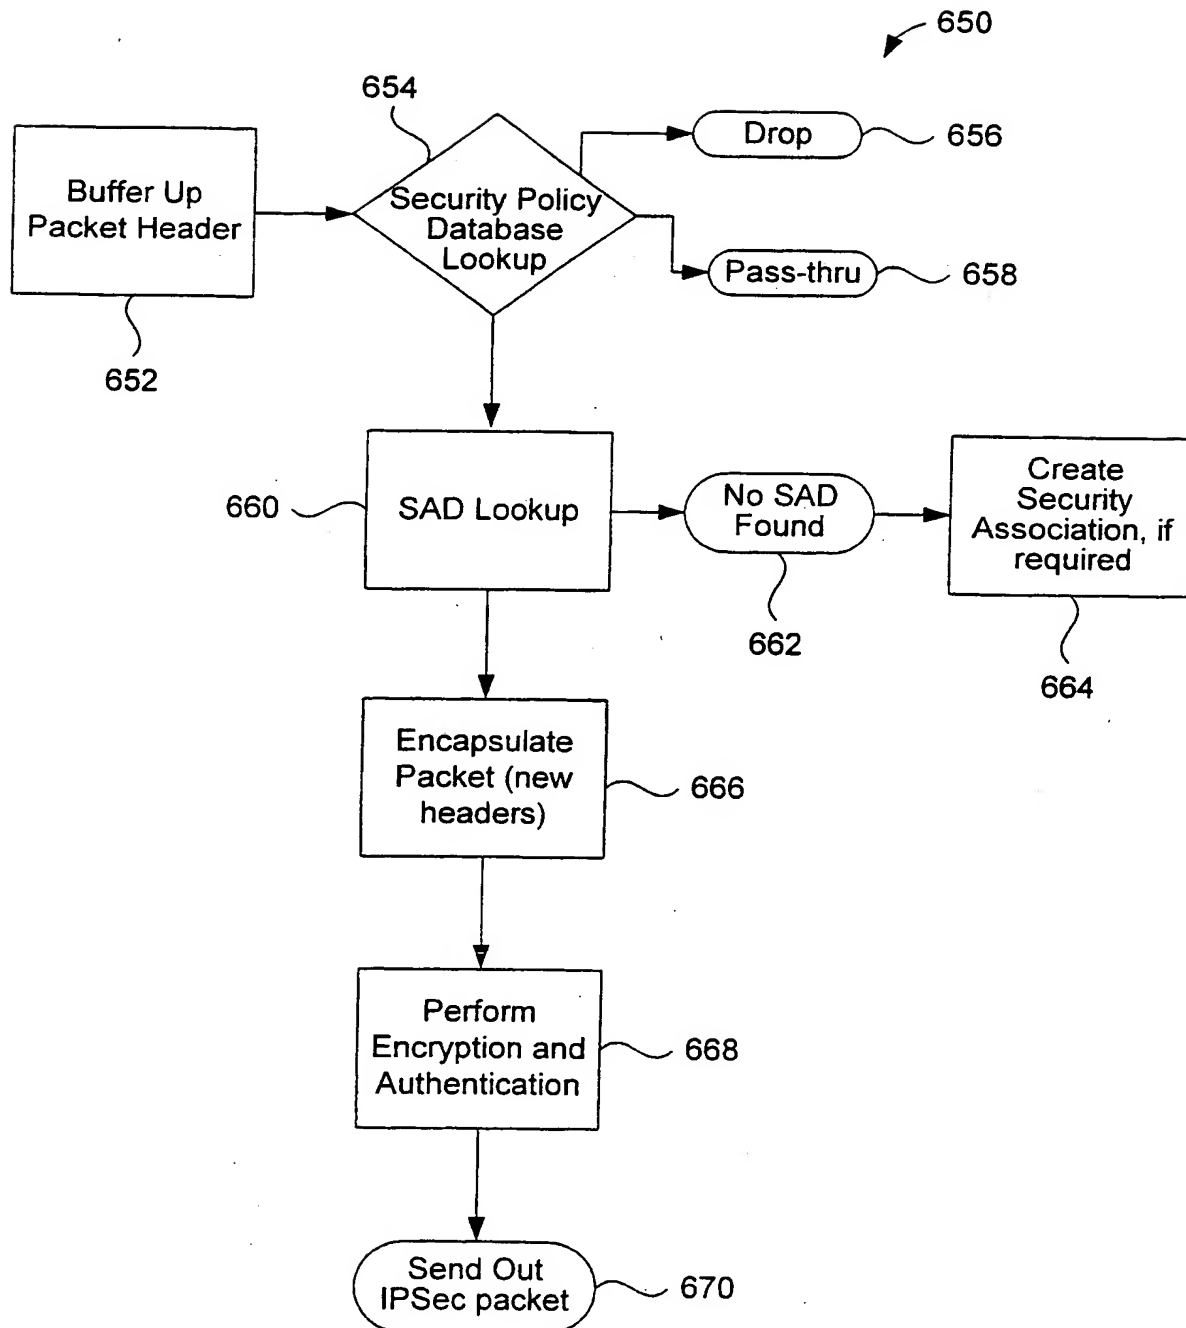 650
654
Drop
656
Buffer Up
Packet Header
Security Policy
Database
Lookup
Pass-thru
658
652
660
SAD Lookup
No SAD
Found
Create
Security
Association, if
required
662
664
Encapsulate
Packet (new
headers)
666
Perform
Encryption and
Authentication
668
Send Out
IPSec packet
670